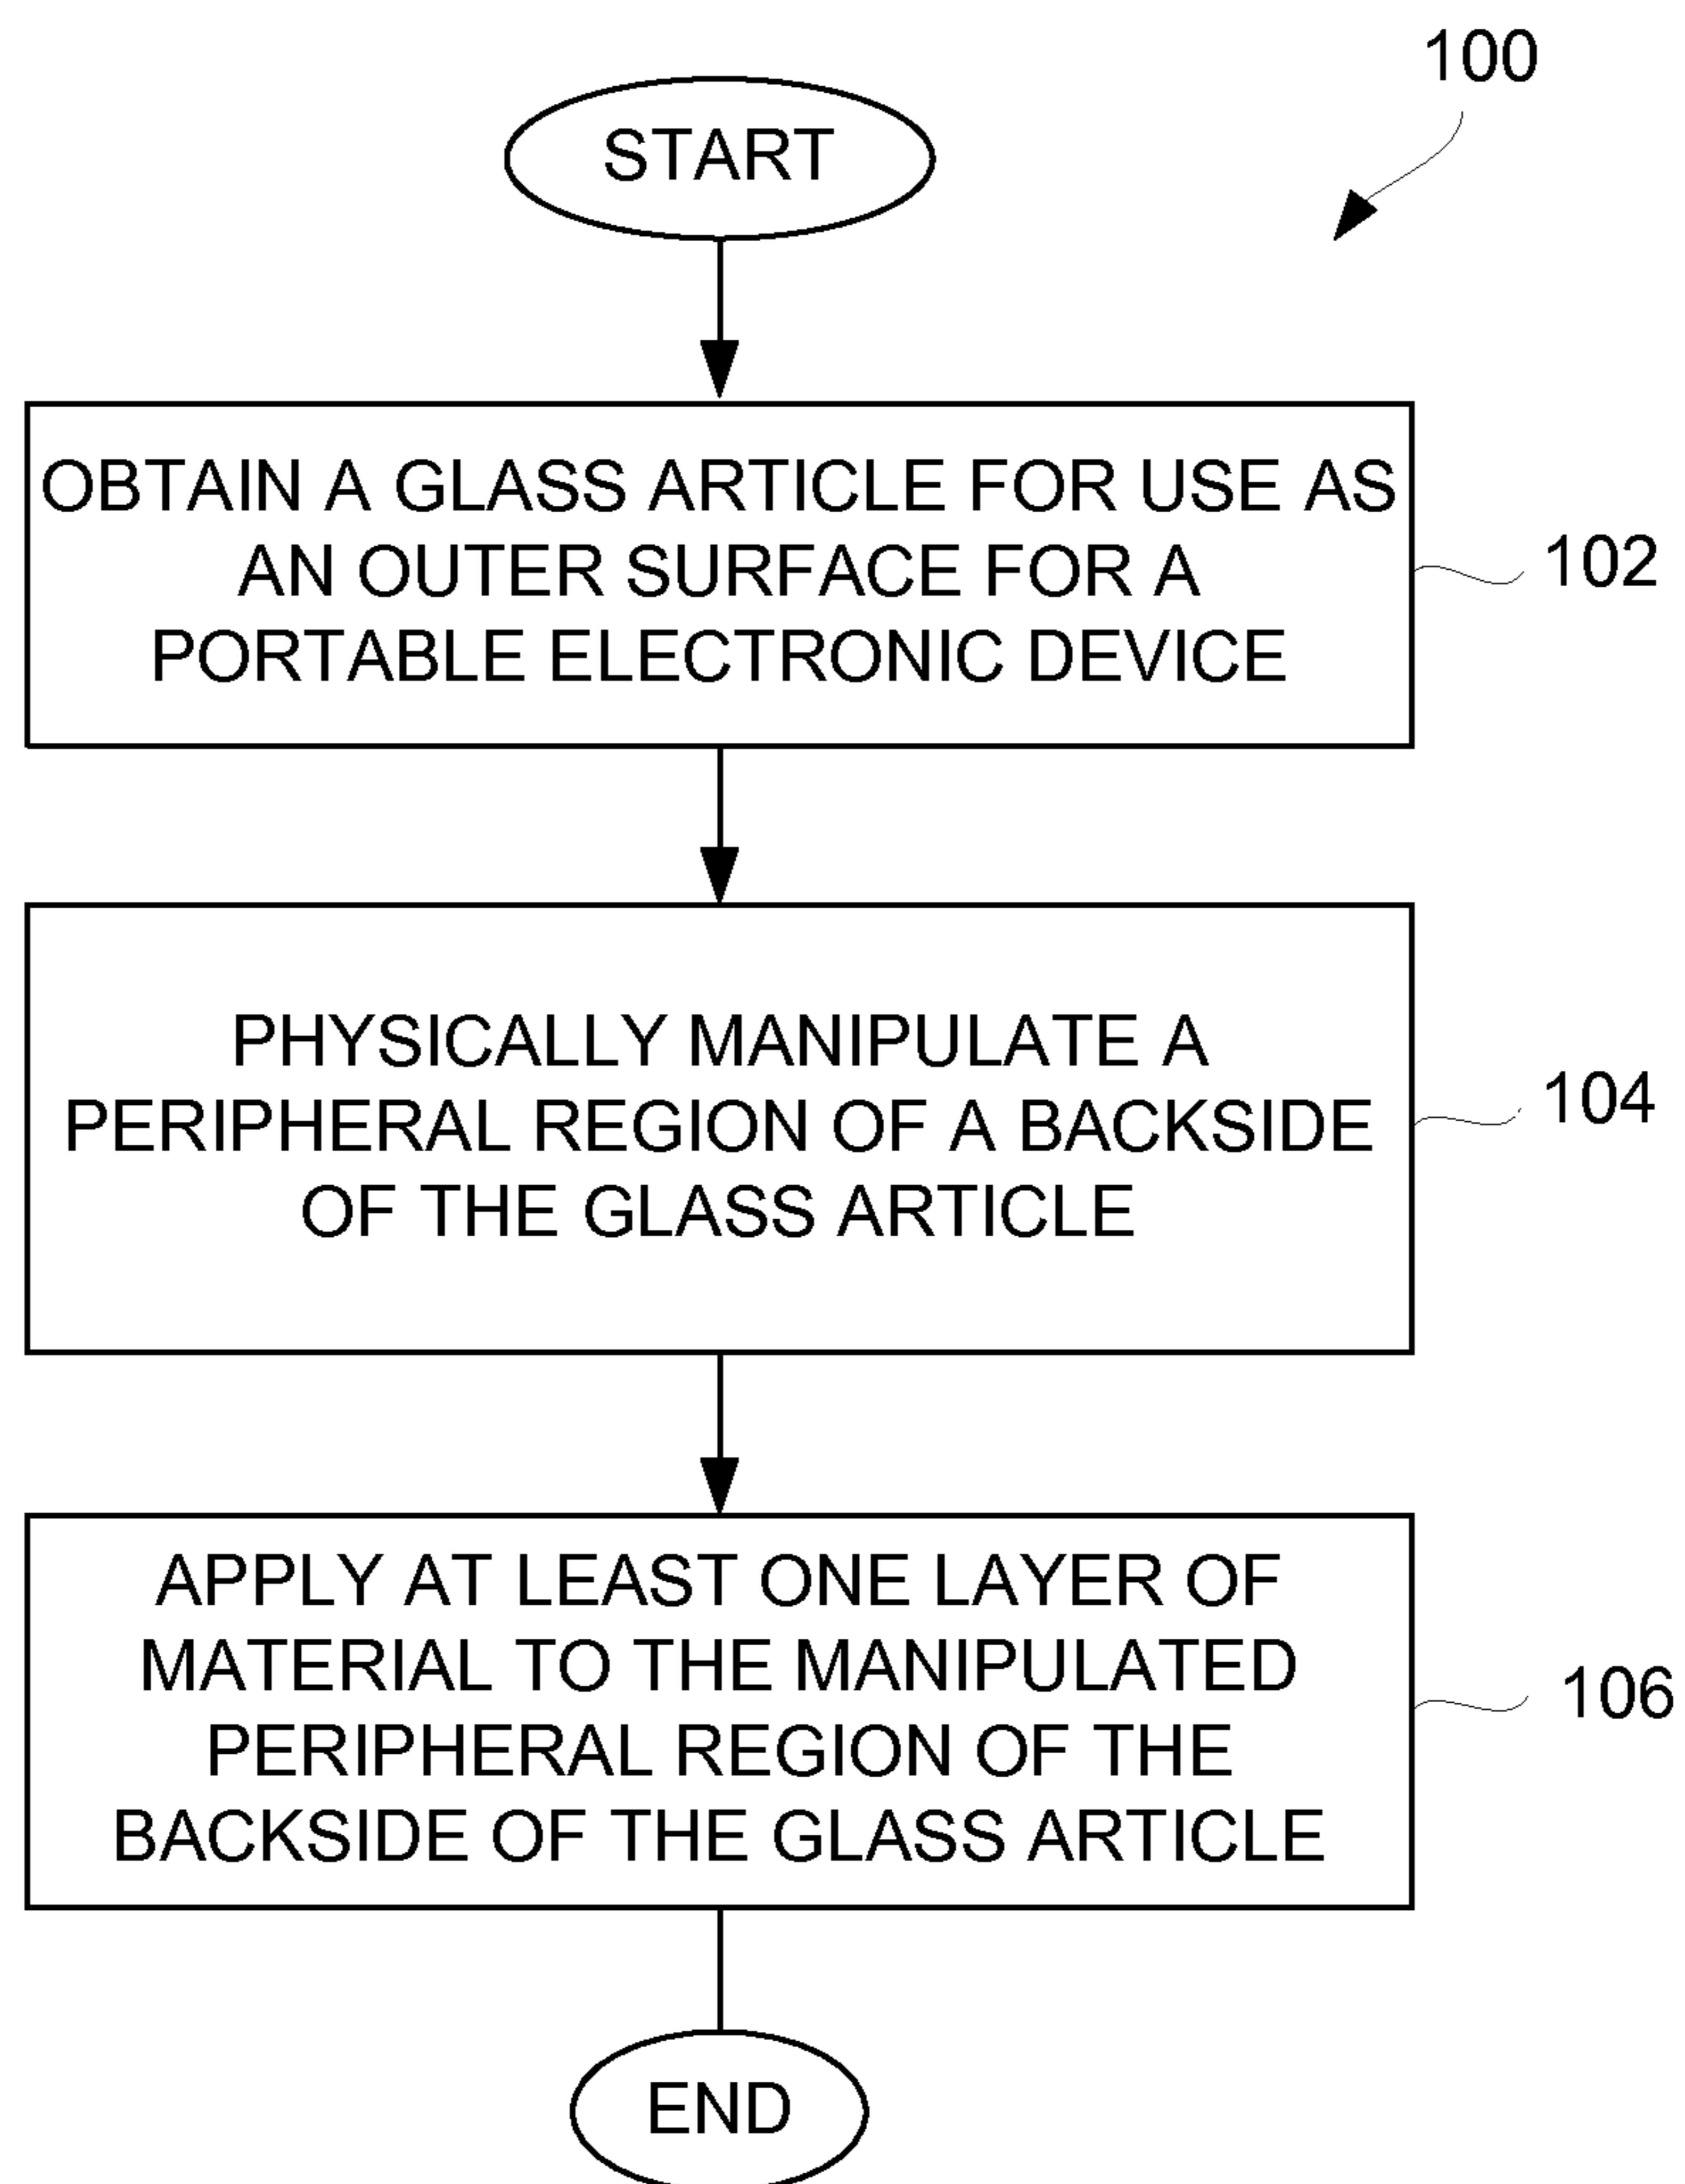 100
START
OBTAIN A GLASS ARTICLE FOR USE AS
AN OUTER SURFACE FOR A
PORTABLE ELECTRONIC DEVICE
102
PHYSICALLY MANIPULATE A
PERIPHERAL REGION OF A BACKSIDE
OF THE GLASS ARTICLE
104
APPLY AT LEAST ONE LAYER OF
MATERIAL TO THE MANIPULATED
PERIPHERAL REGION OF THE
BACKSIDE OF THE GLASS ARTICLE
106
END